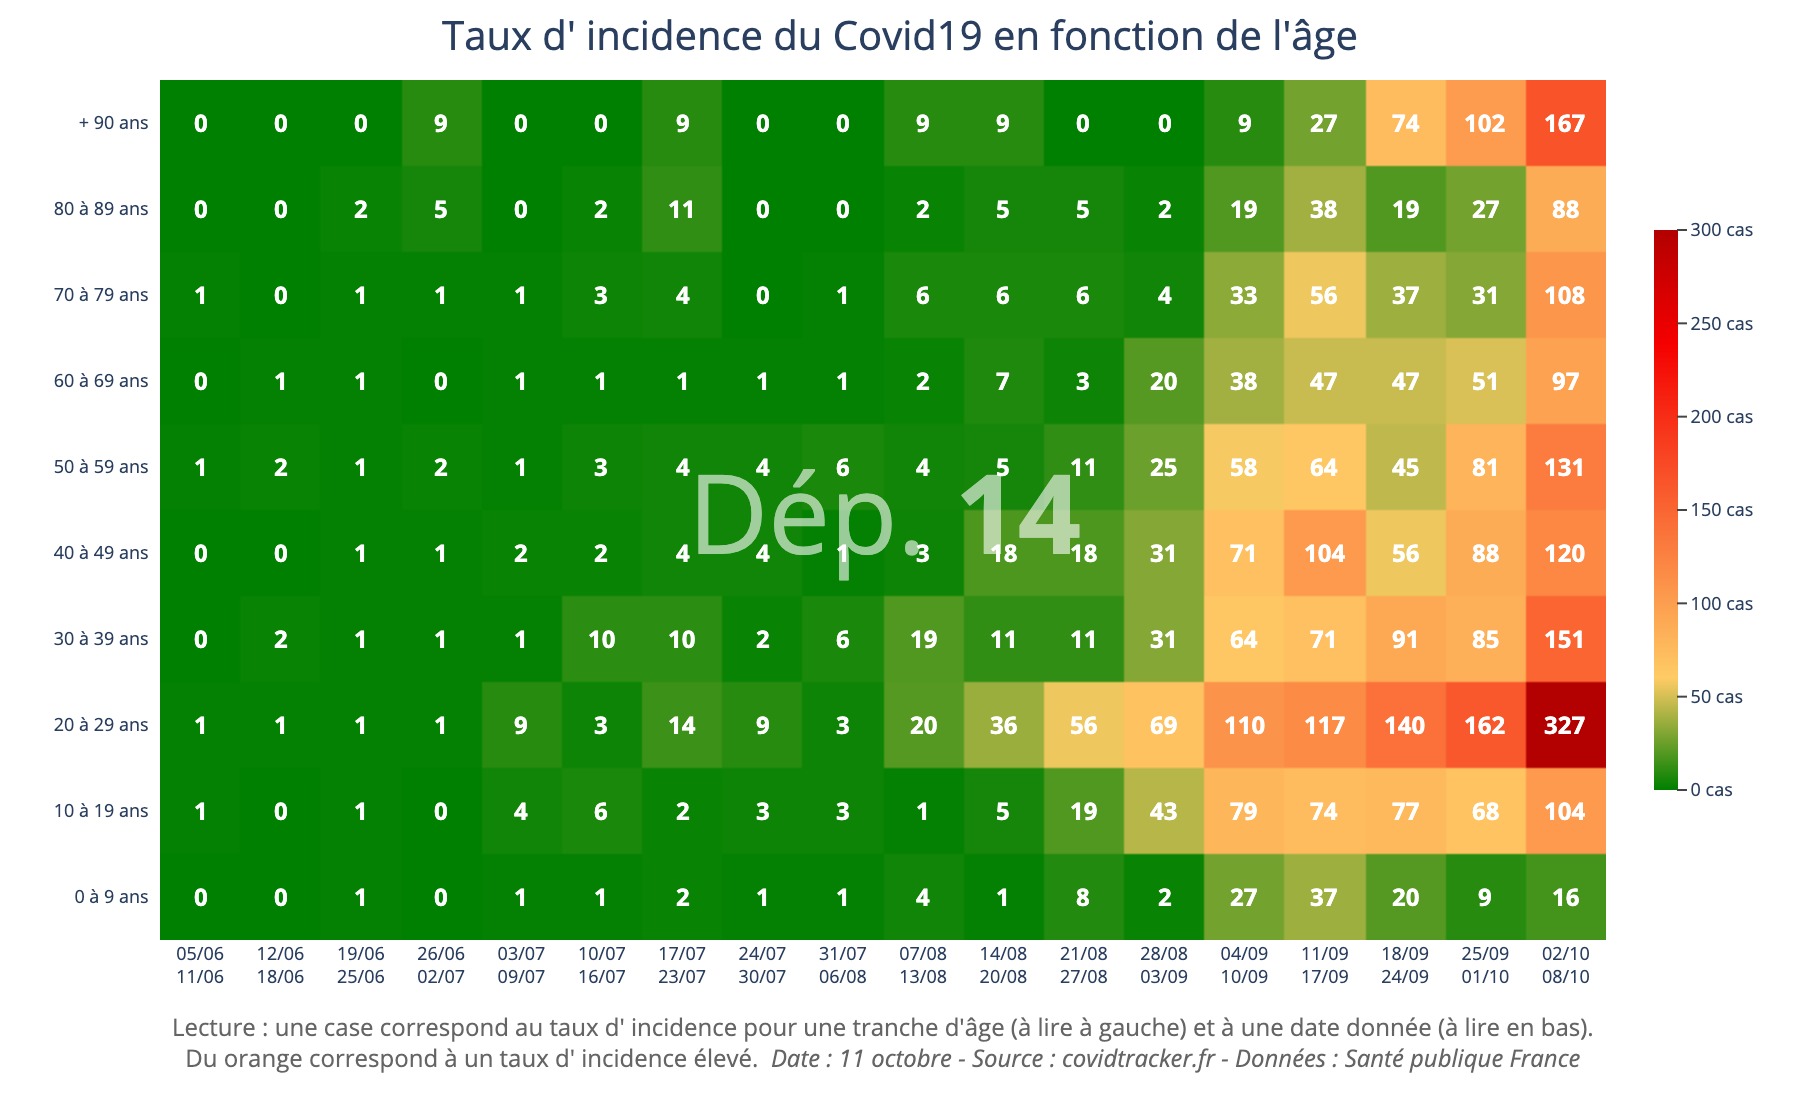 Taux d' incidence du Covid19 en fonction de l'âge
+ 90 ans 0 0 0 9 0 0 9 0 0 9 9 0 0 9 27 74 102 167
80 à 89 ans 0 0 2 5 0 2 11 0 0 2 5 5 2 19 38 19 27 88
70 à 79 ans 1 0 1 1 1 3 4 0 1 6 6 6 4 33 56 37 31 108
60 à 69 ans 0 1 1 0 1 1 1 1 1 2 7 3 20 38 47 47 51 97
50 à 59 ans 1 2 1 2 1 3 4 4 6 4 5 11 25 58 64 45 81 131
Dép. 14
40 à 49 ans 0 0 1 1 2 2 4 4 1 3 18 18 31 71 104 56 88 120
30 à 39 ans 0 2 1 1 1 10 10 2 6 19 11 11 31 64 71 91 85 151
20 à 29 ans 1 1 1 1 9 3 14 9 3 20 36 56 69 110 117 140 162 327
10 à 19 ans 1 0 1 0 4 6 2 3 3 1 5 19 43 79 74 77 68 104
0 à 9 ans 0 0 1 0 1 1 2 1 1 4 1 8 2 27 37 20 9 16
05/06 12/06 19/06 26/06 03/07 10/07 17/07 24/07 31/07 07/08 14/08 21/08 28/08 04/09 11/09 18/09 25/09 02/10
11/06 18/06 25/06 02/07 09/07 16/07 23/07 30/07 06/08 13/08 20/08 27/08 03/09 10/09 17/09 24/09 01/10 08/10
300 cas
250 cas
200 cas
150 cas
100 cas
50 cas
0 cas
Lecture : une case correspond au taux d' incidence pour une tranche d'âge (à lire à gauche) et à une date donnée (à lire en bas).
Du orange correspond à un taux d' incidence élevé. Date : 11 octobre - Source : covidtracker.fr - Données : Santé publique France